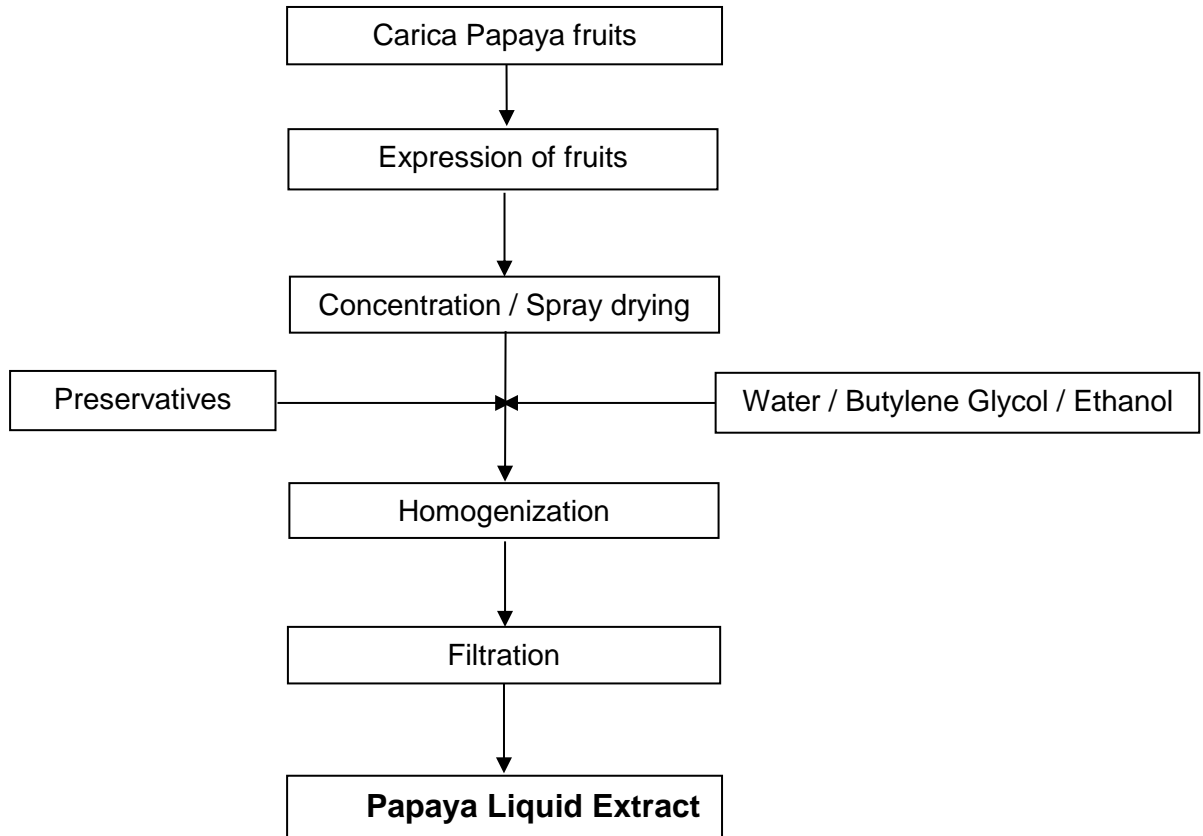 Carica Papaya fruits
Expression of fruits
Concentration / Spray drying
Preservatives
Water / Butylene Glycol / Ethanol
Homogenization
Filtration
Papaya Liquid Extract